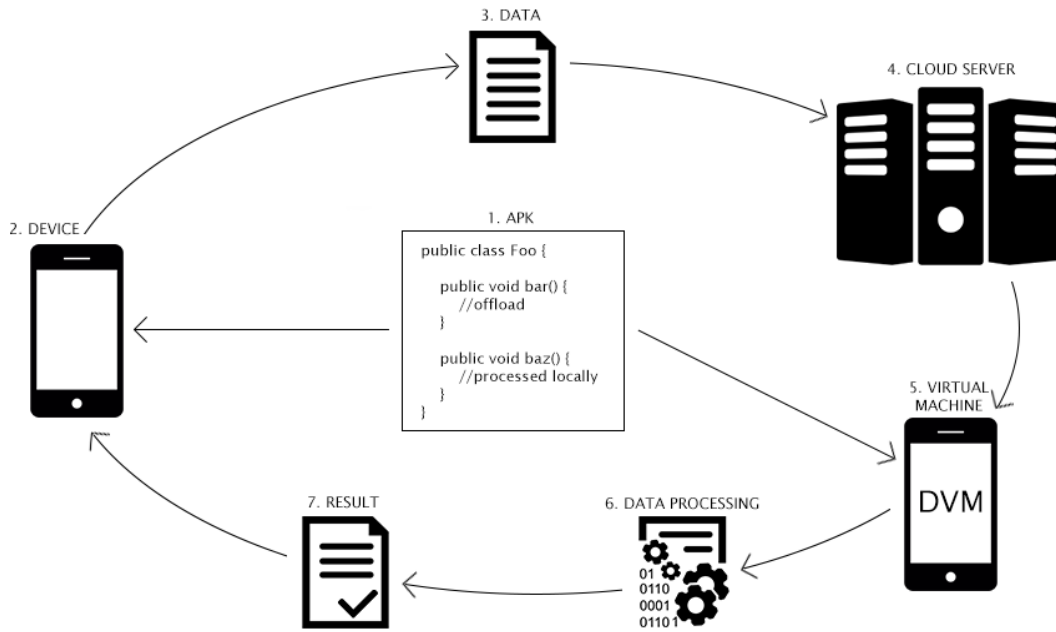 3. DATA
4. CLOUD SERVER
1. APK
2. DEVICE
public class Foo {
public void bar() {
//offload
}
public void baz() {
//processed locally
}
}
5. VIRTUAL
MACHINE
DVM
7. RESULT
6. DATA PROCESSING
01
0110
0001
01101